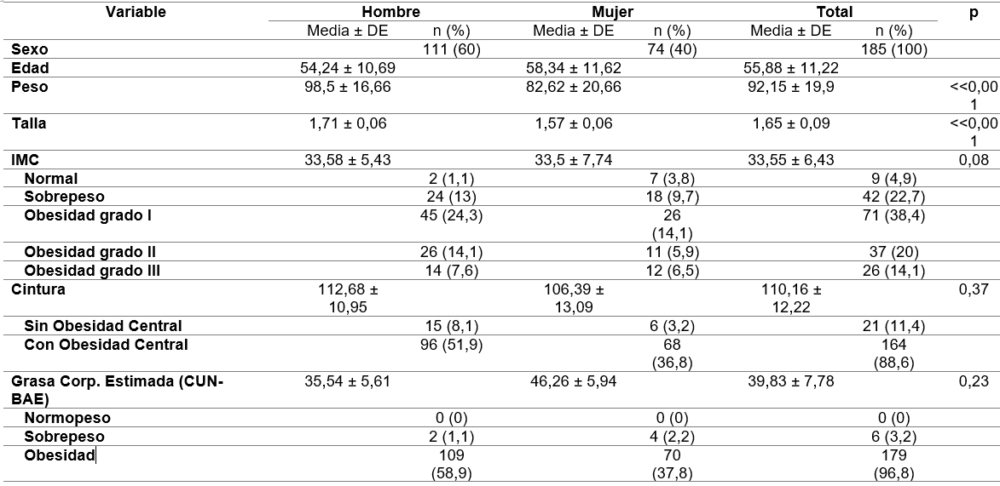 Variable Hombre Mujer Total p
Media ± DE n (%) Media ± DE n (%) Media ± DE n (%)
Sexo 111 (60) 74 (40) 185 (100)
Edad 54,24 ± 10,69 58,34 ± 11,62 55,88 ± 11,22
Peso 98,5 ± 16,66 82,62 ± 20,66 92,15 ± 19,9 <<0,00
1
Talla 1,71 ± 0,06 1,57 ± 0,06 1,65 ± 0,09 <<0,00
1
IMC 33,58 ± 5,43 33,5 ± 7,74 33,55 ± 6,43 0,08
Normal 2 (1,1) 7 (3,8) 9 (4,9)
Sobrepeso 24 (13) 18 (9,7) 42 (22,7)
Obesidad grado I 45 (24,3) 26 71 (38,4)
(14,1)
Obesidad grado II 26 (14,1) 11 (5,9) 37 (20)
Obesidad grado III 14 (7,6) 12 (6,5) 26 (14,1)
Cintura 112,68 ± 106,39 ± 110,16 ± 0,37
10,95 13,09 12,22
Sin Obesidad Central 15 (8,1) 6 (3,2) 21 (11,4)
Con Obesidad Central 96 (51,9) 68 164
(36,8) (88,6)
Grasa Corp. Estimada (CUN- 35,54 ± 5,61 46,26 ± 5,94 39,83 ± 7,78 0,23
BAE)
Normopeso 0 (0) 0 (0) 0 (0)
Sobrepeso 2 (1,1) 4 (2,2) 6 (3,2)
Obesidad 109 70 179
(58,9) (37,8) (96,8)